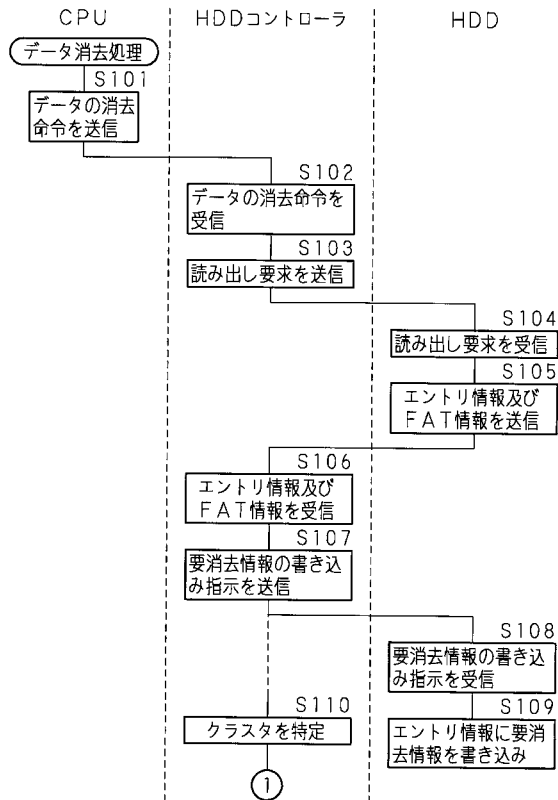 CPU
HDDコントローラ
HDD
データ消去処理
S101
データの消去
命令を送信
S102
データの消去命令を
受信
S103
読み出し要求を送信
S104
読み出し要求を受信
S105
エントリ情報及び
FAT情報を送信
S106
エントリ情報及び
FAT情報を受信
S107
要消去情報の書き込
み指示を送信
S108
要消去情報の書き込
み指示を受信
S109
エントリ情報に要消
去情報を書き込み
S110
クラスタを特定
1